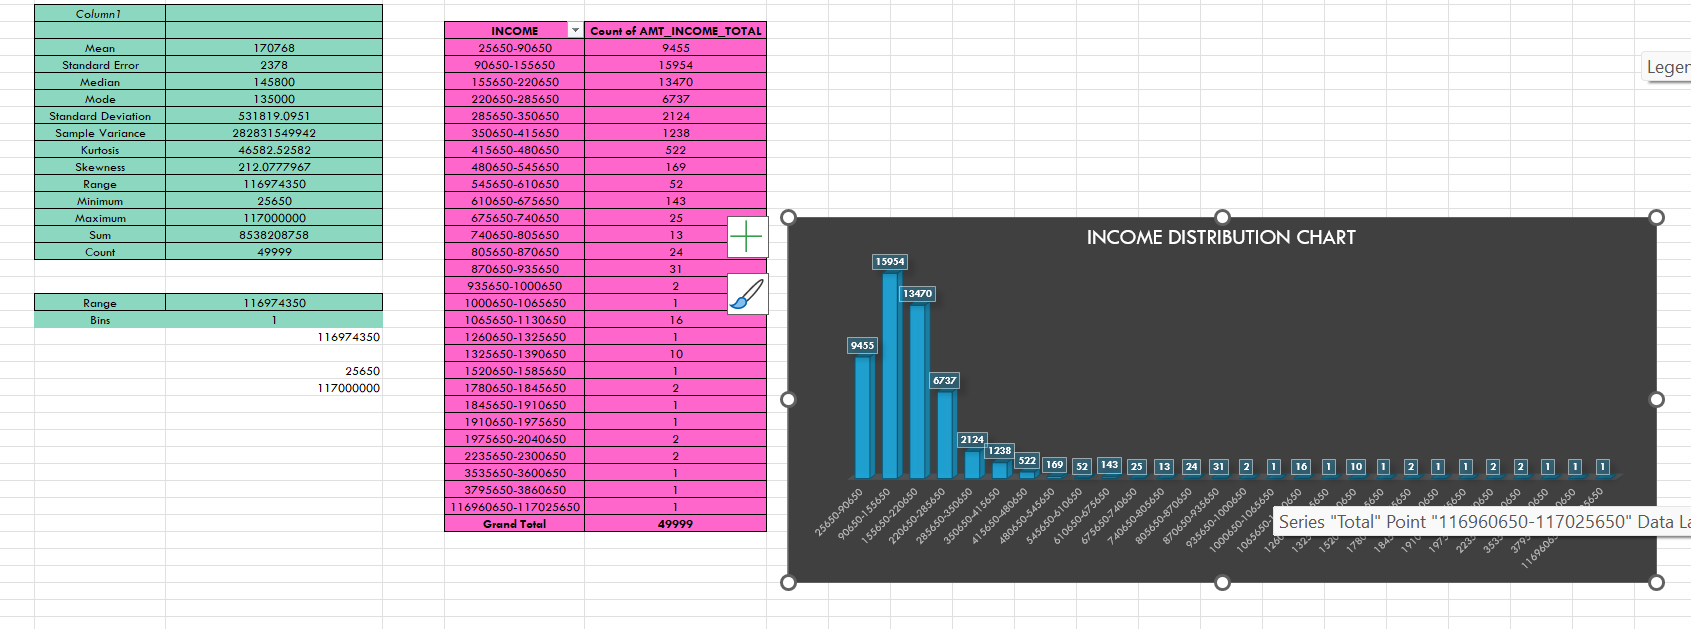 Column1
Mean 170768
Standard Error 2378
Median 145800
Mode 135000
Standard Deviation 531819.0951
Sample Variance 282831549942
Kurtosis 46582.52582
Skewness 212.0777967
Range 116974350
Minimum 25650
Maximum 117000000
Sum 8538208758
Count 49999
Range 116974350
Bins 1
116974350
25650
117000000
INCOME Count of AMT_INCOME_TOTAL
25650-90650 9455
90650-155650 15954
155650-220650 13470
220650-285650 6737
285650-350650 2124
350650-415650 1238
415650-480650 522
480650-545650 169
545650-610650 52
610650-675650 143
675650-740650 25
740650-805650 13
805650-870650 24
870650-935650 31
935650-1000650 2
1000650-1065650 1
1065650-1130650 16
1260650-1325650 1
1325650-1390650 10
1520650-1585650 1
1780650-1845650 2
1845650-1910650 1
1910650-1975650 1
1975650-2040650 2
2235650-2300650 2
3535650-3600650 1
3795650-3860650 1
116960650-117025650 1
Grand Total 49999
Legen
INCOME DISTRIBUTION CHART
9455 15954 13470 6737 2124 1238 522 169 52 143 25 13 24 31 2 1 16 1 10 1 2 1 1 2 2 1 1 1
25650-90650
90650-155650
155650-220650
220650-285650
285650-350650
350650-415650
415650-480650
480650-545650
545650-610650
610650-675650
675650-740650
740650-805650
805650-870650
870650-935650
935650-1000650
1000650-1065650
Series "Total" Point "116960650-117025650" Data La